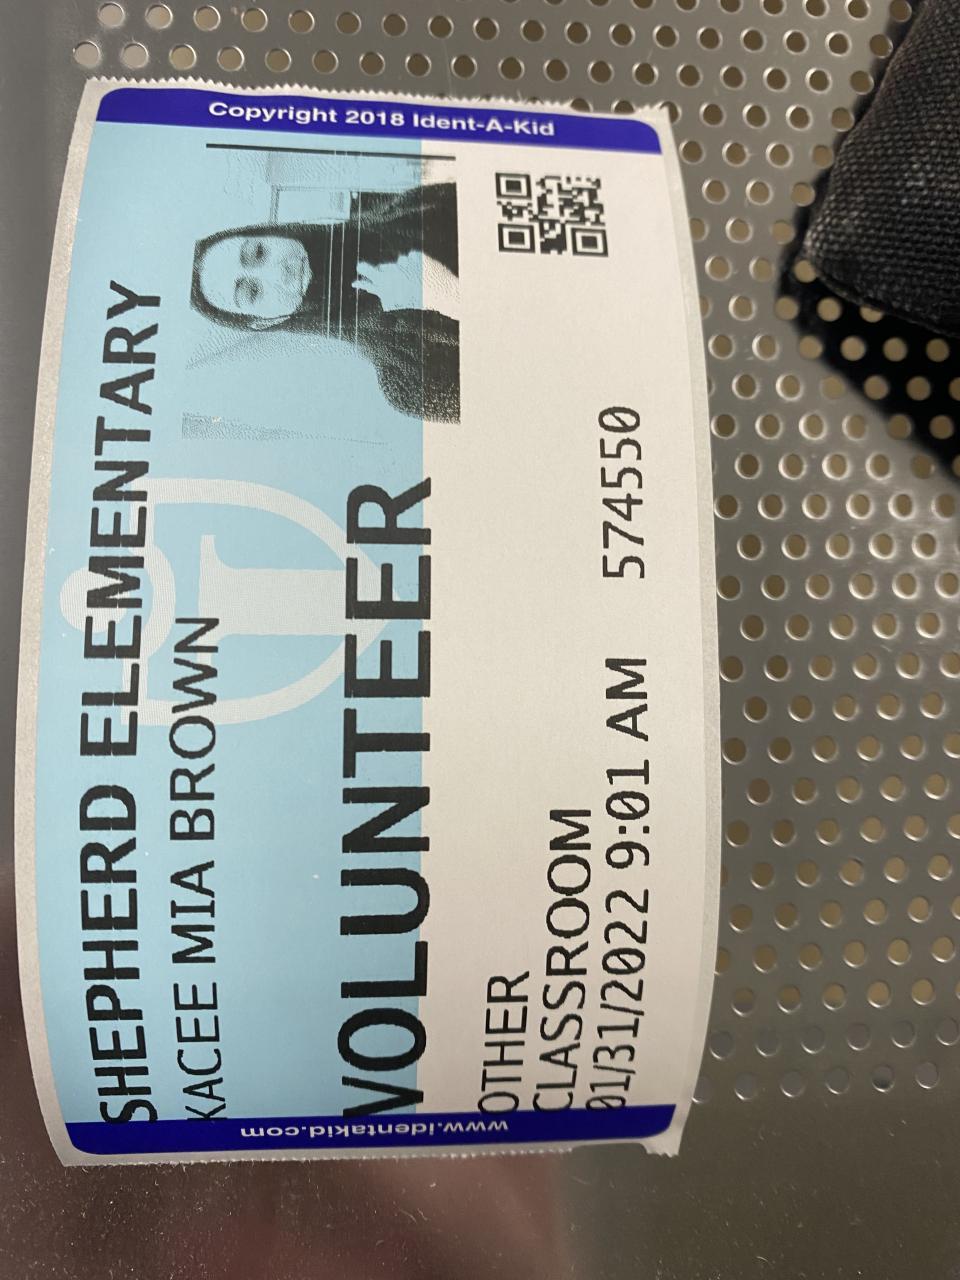 Copyright 2018 Ident-A-Kid
SHEPHERD ELEMENTARY
KACEE MIA BROWN
VOLUNTEER
OTHER
CLASSROOM
01/31/2022 9:01 AM 574550
www.identakid.com